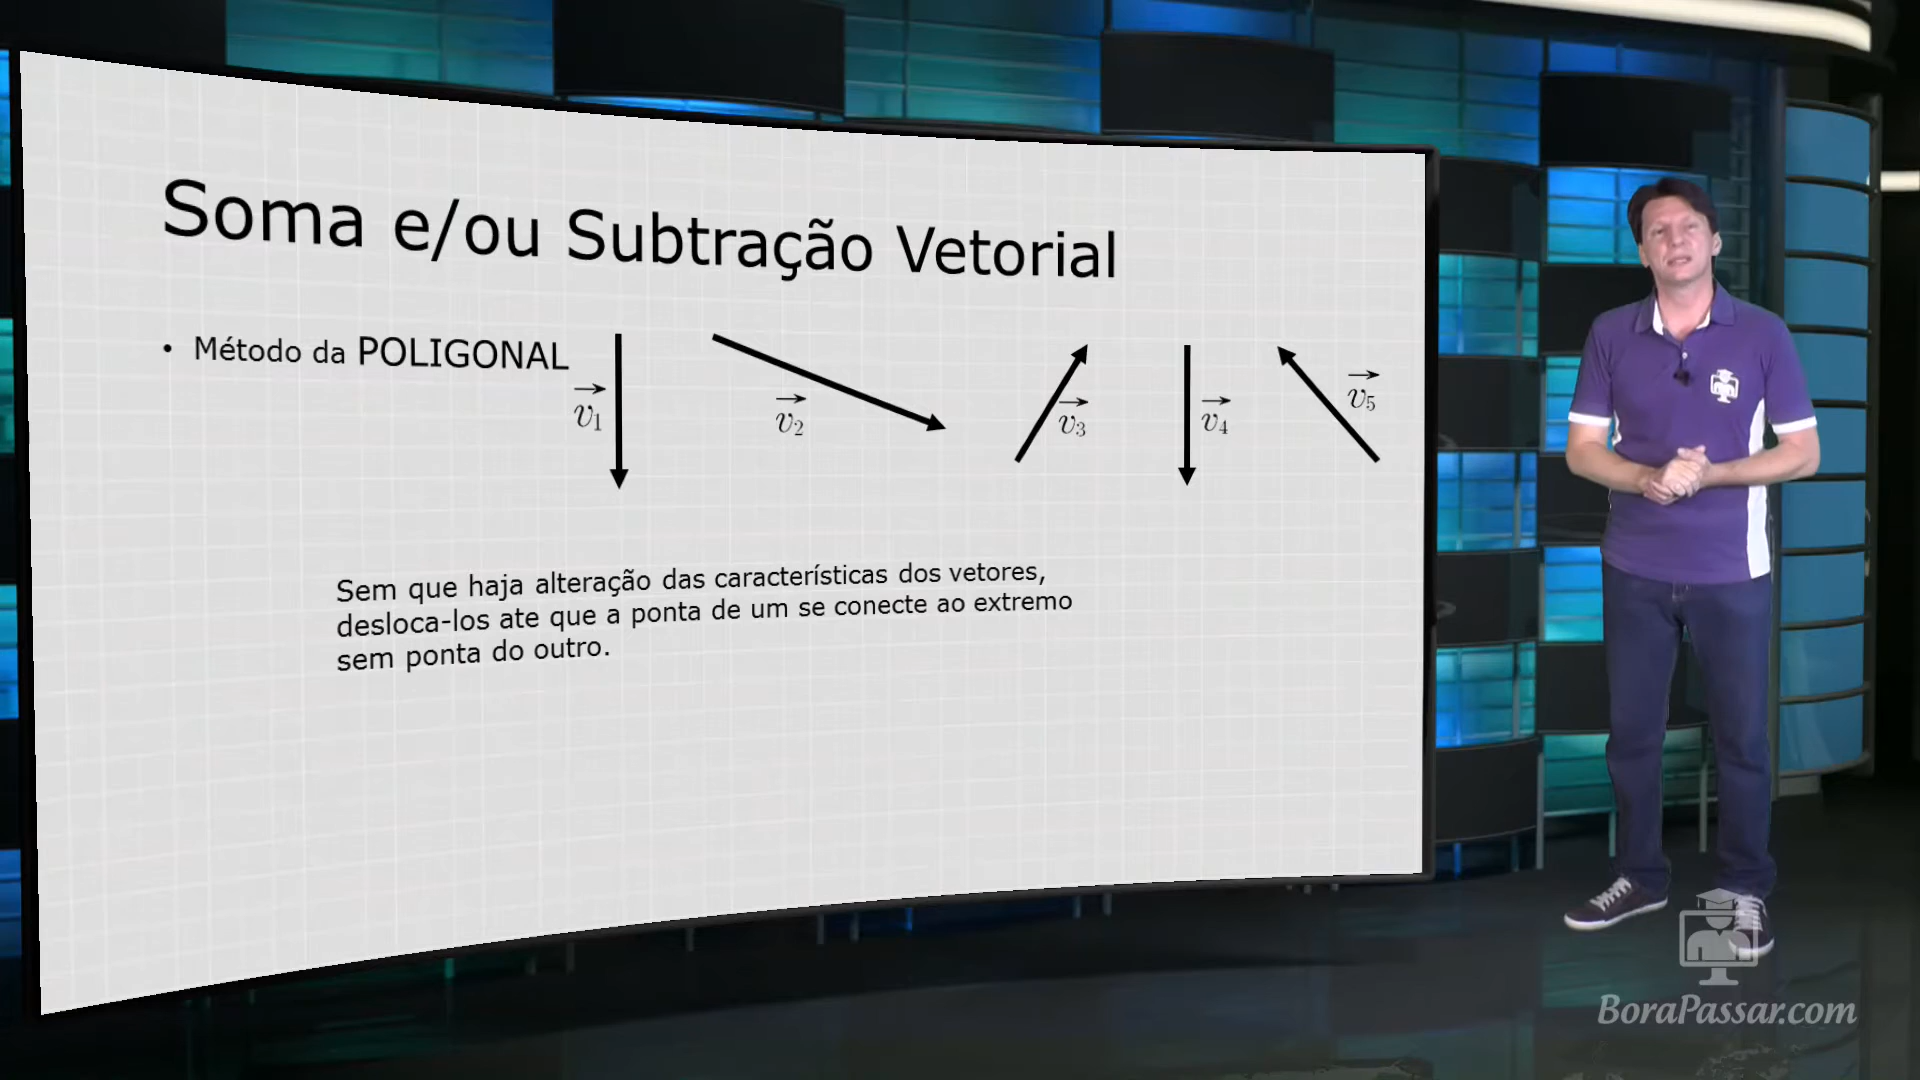 Soma e/ou Subtração Vetorial
• Método da POLIGONAL
v1
v2
v3
v4
v5
Sem que haja alteração das características dos vetores,
desloca-los ate que a ponta de um se conecte ao extremo
sem ponta do outro.
BoraPassar.com